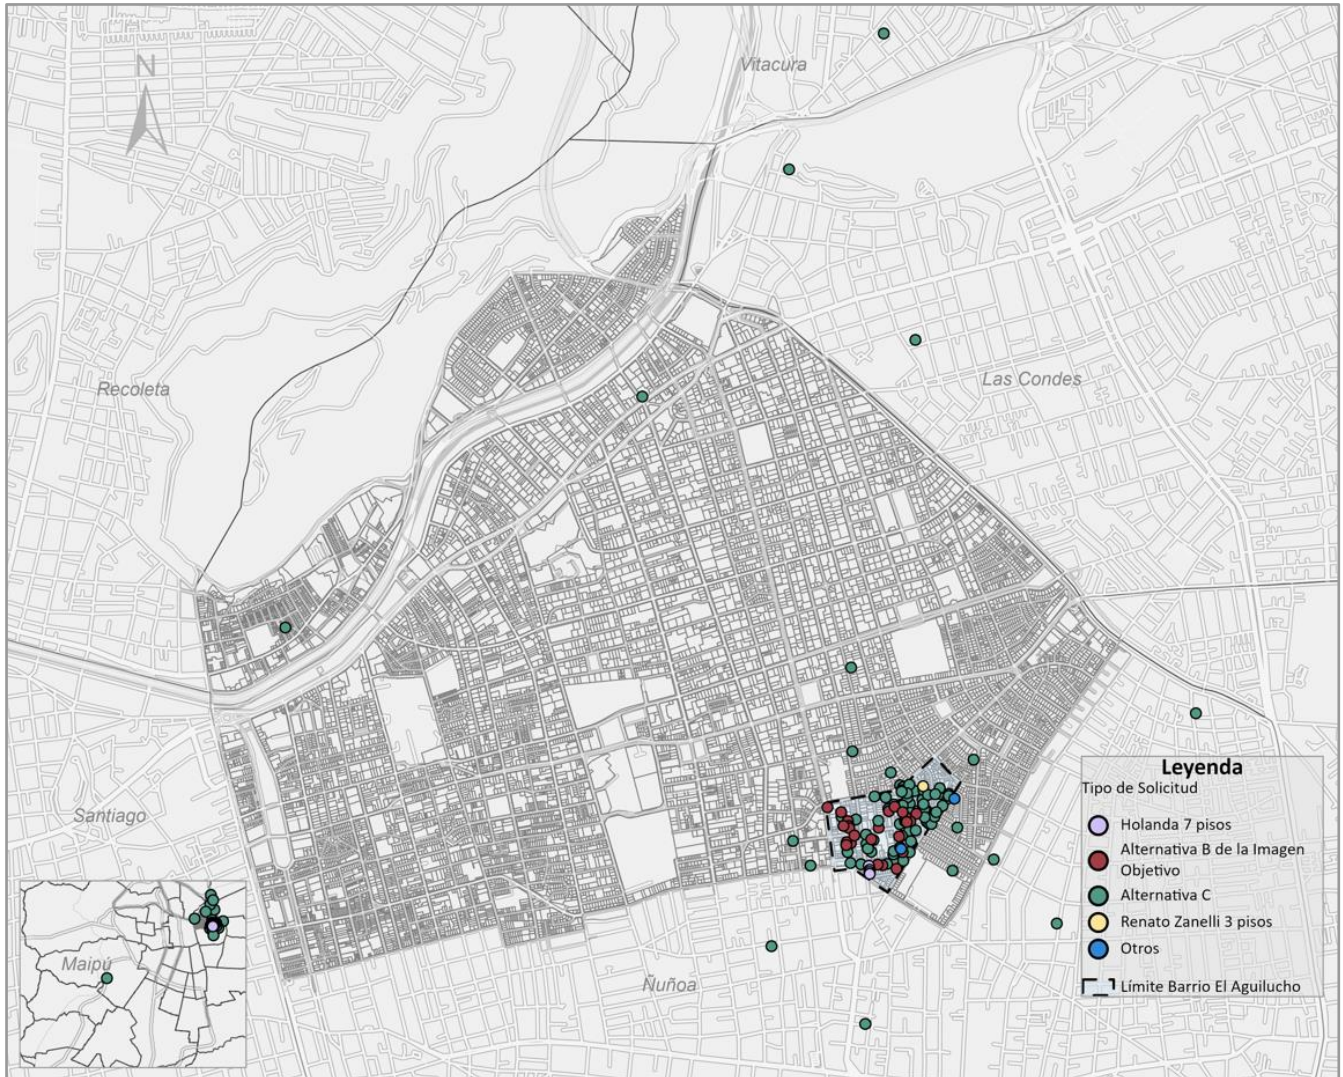 N
Vitacura
Recoleta
Las Condes
Santiago
Ñuñoa
Maipú
Leyenda
Tipo de Solicitud
Holanda 7 pisos
Alternativa B de la Imagen
Objetivo
Alternativa C
Renato Zanelli 3 pisos
Otros
Límite Barrio El Aguilucho